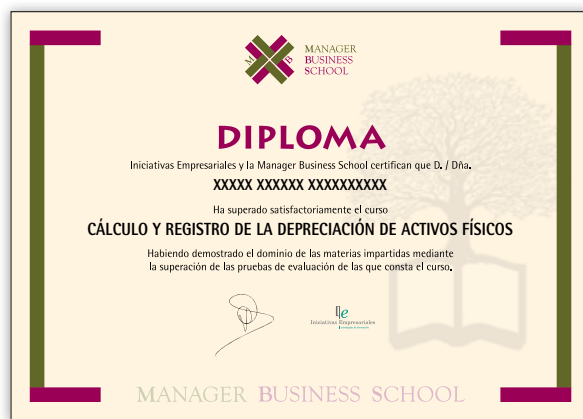 M B
MANAGER
BUSINESS
SCHOOL
DIPLOMA
Iniciativas Empresariales y la Manager Business School certifican que D. / Dña.
XXXXX XXXXXX XXXXXXXXXX
Ha superado satisfactoriamente el curso
CÁLCULO Y REGISTRO DE LA DEPRECIACIÓN DE ACTIVOS FÍSICOS
Habiendo demostrado el dominio de las materias impartidas mediante
la superación de las pruebas de evaluación de las que consta el curso.
Iniciativas Empresariales
MANAGER BUSINESS SCHOOL